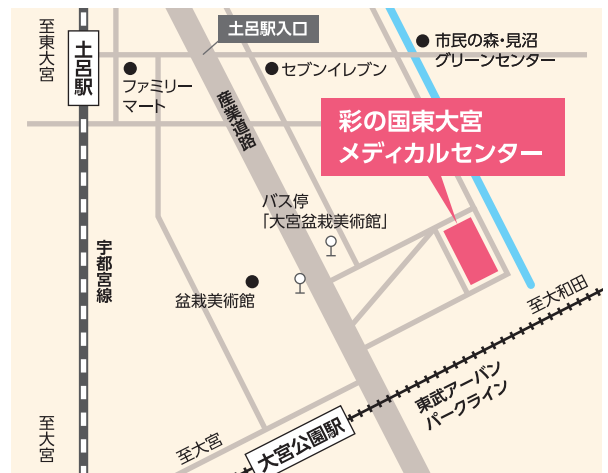 至東大宮
土呂駅
土呂駅入口
ファミリー
マート
セブンイレブン
市民の森・見沼
グリーンセンター
産業道路
彩の国東大宮
メディカルセンター
バス停
「大宮盆栽美術館」
宇都宮線
盆栽美術館
至大和田
東武アーバン
パークライン
至大宮
至大宮
大宮公園駅